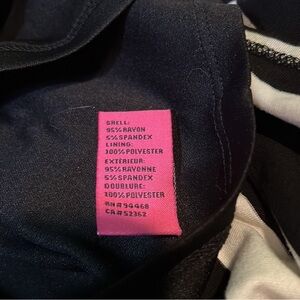 SHELL:
95% RAYON
5% SPANDEX
LINING:
100% POLYESTER
EXTÉRIEUR:
95% RAYONNE
5% SPANDEX
DOUBLURE:
100% POLYESTER
RN# 94468
CA# 52362